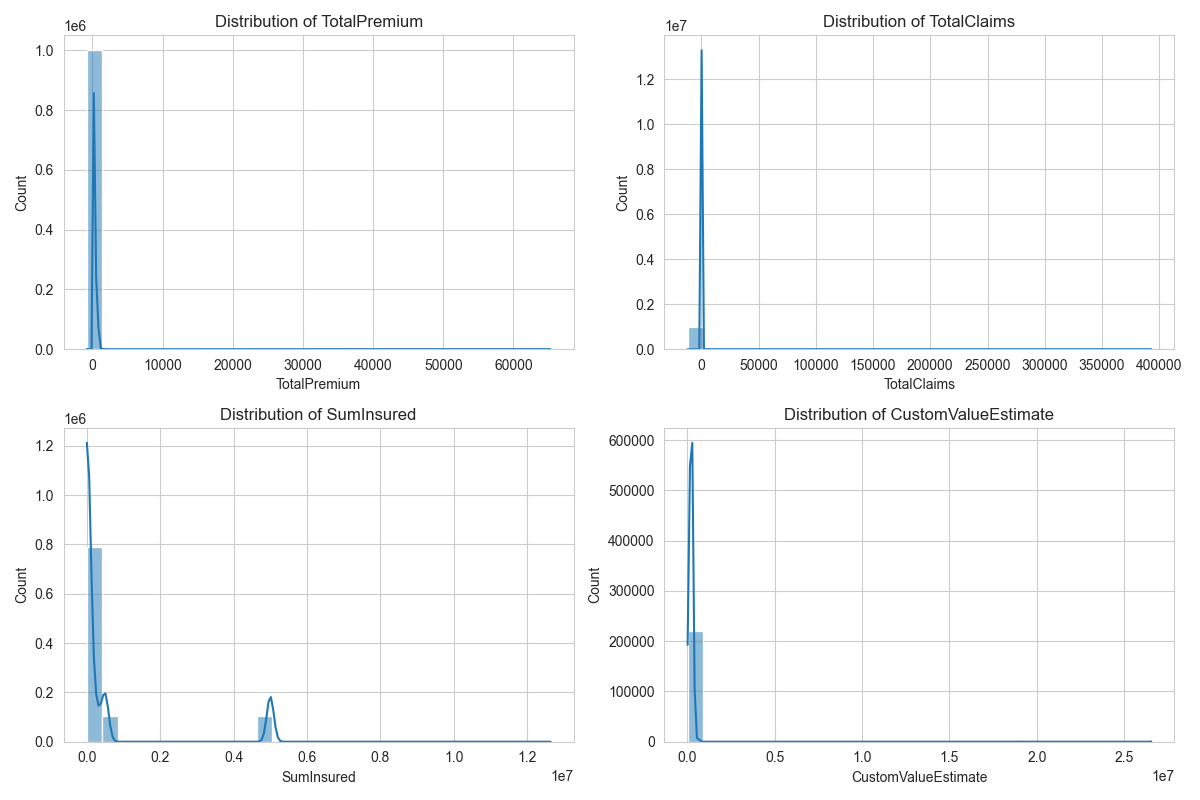 Distribution of TotalPremium
1e6
1.0
0.8
0.6
0.4
0.2
0.0
Count
0 10000 20000 30000 40000 50000 60000
TotalPremium
Distribution of TotalClaims
1e7
1.2
1.0
0.8
0.6
0.4
0.2
0.0
Count
0 50000 100000 150000 200000 250000 300000 350000 400000
TotalClaims
Distribution of SumInsured
1e6
1.2
1.0
0.8
0.6
0.4
0.2
0.0
Count
0.0 0.2 0.4 0.6 0.8 1.0 1.2
1e7
SumInsured
Distribution of CustomValueEstimate
600000
500000
400000
300000
200000
100000
0
Count
0.0 0.5 1.0 1.5 2.0 2.5
1e7
CustomValueEstimate